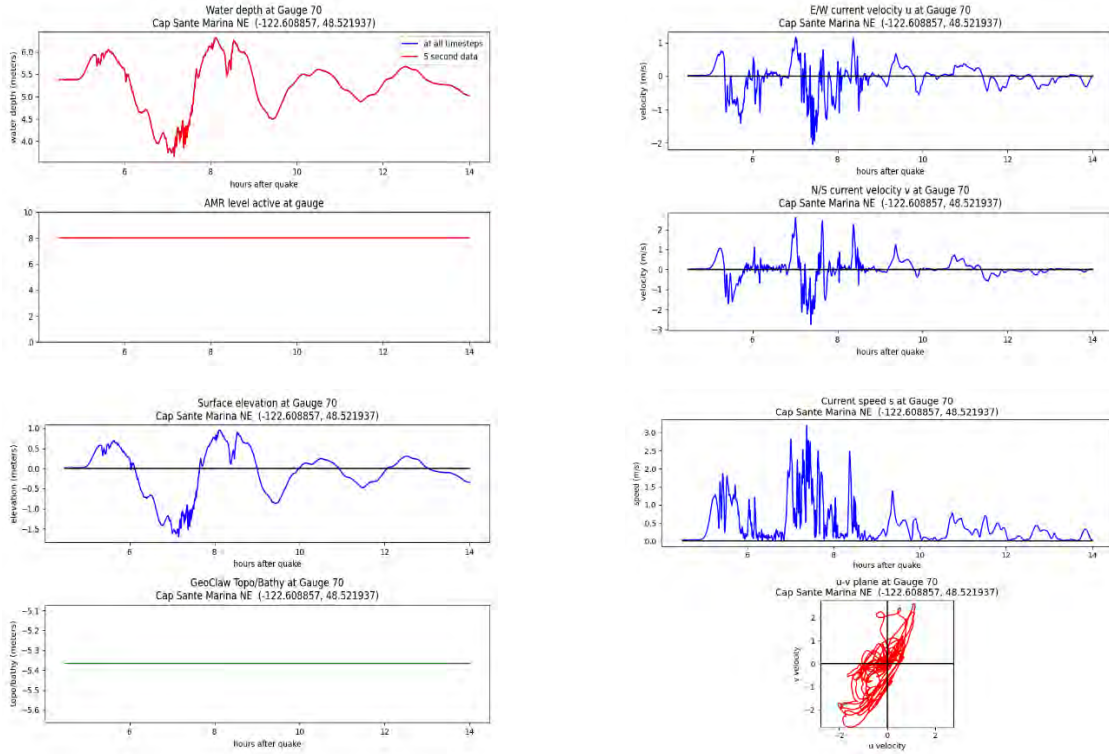 Water depth at Gauge 70
Cap Sante Marina NE (-122.608857, 48.521937)
at all timesteps
5 second data
water depth (meters)
6.0
5.5
5.0
4.5
4.0
6 8 10 12 14
hours after quake
AMR level active at gauge
10
8
6
4
2
0
6 8 10 12 14
hours after quake
Surface elevation at Gauge 70
Cap Sante Marina NE (-122.608857, 48.521937)
elevation (meters)
1.0
0.5
0.0
−0.5
−1.0
−1.5
6 8 10 12 14
hours after quake
GeoClaw Topo/Bathy at Gauge 70
Cap Sante Marina NE (-122.608857, 48.521937)
topo/bathy (meters)
−5.1
−5.2
−5.3
−5.4
−5.5
−5.6
6 8 10 12 14
hours after quake
E/W current velocity u at Gauge 70
Cap Sante Marina NE (-122.608857, 48.521937)
velocity (m/s)
1
0
−1
−2
6 8 10 12 14
hours after quake
N/S current velocity v at Gauge 70
Cap Sante Marina NE (-122.608857, 48.521937)
velocity (m/s)
2
1
0
−1
−2
−3
6 8 10 12 14
hours after quake
Current speed s at Gauge 70
Cap Sante Marina NE (-122.608857, 48.521937)
speed (m/s)
3.0
2.5
2.0
1.5
1.0
0.5
0.0
6 8 10 12 14
hours after quake
u-v plane at Gauge 70
Cap Sante Marina NE (-122.608857, 48.521937)
v velocity
2
1
0
−1
−2
−2 0 2
u velocity